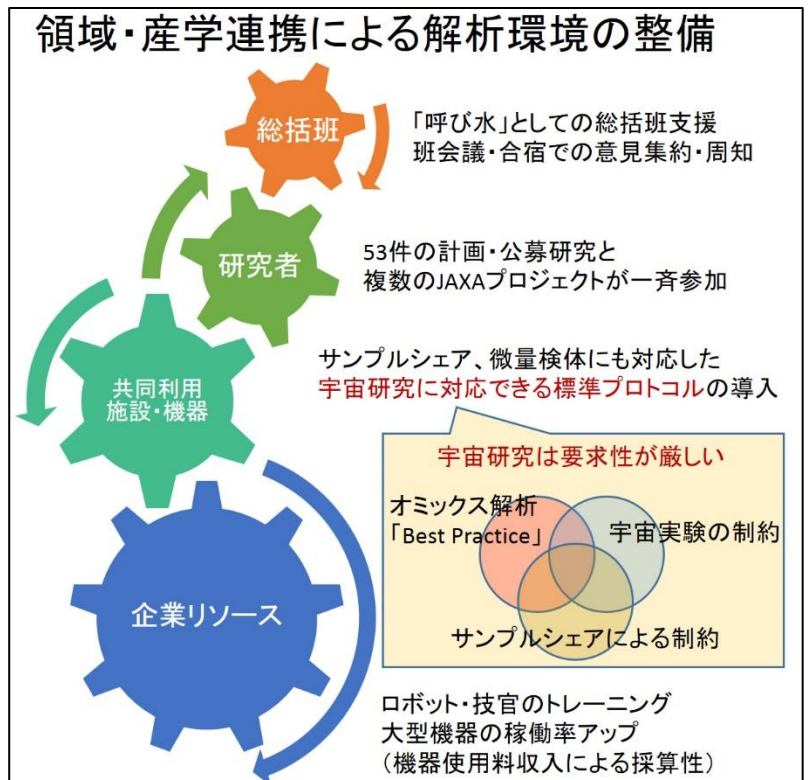 領域・産学連携による解析環境の整備
総括班
「呼び水」としての総括班支援
班会議・合宿での意見集約・周知
研究者
53件の計画・公募研究と
複数のJAXAプロジェクトが一斉参加
共同利用
施設・機器
サンプルシェア、微量検体にも対応した
宇宙研究に対応できる標準プロトコルの導入
宇宙研究は要求性が厳しい
オミックス解析
「Best Practice」
宇宙実験の制約
サンプルシェアによる制約
企業リソース
ロボット・技官のトレーニング
大型機器の稼働率アップ
（機器使用料収入による採算性）